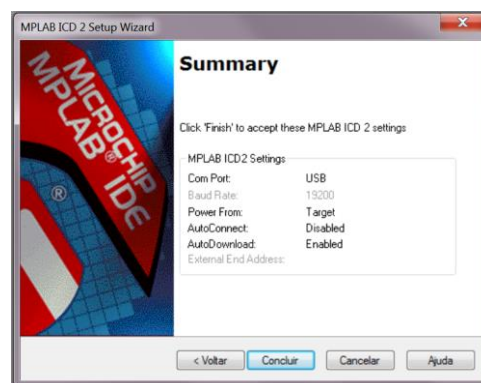 MPLAB ICD 2 Setup Wizard
MICROCHIP
MPLAB® IDE
®
Summary
Click 'Finish' to accept these MPLAB ICD 2 settings
MPLAB ICD2 Settings
Com Port: USB
Baud Rate: 19200
Power From: Target
AutoConnect: Disabled
AutoDownload: Enabled
External End Address:
< Voltar
Concluir
Cancelar
Ajuda